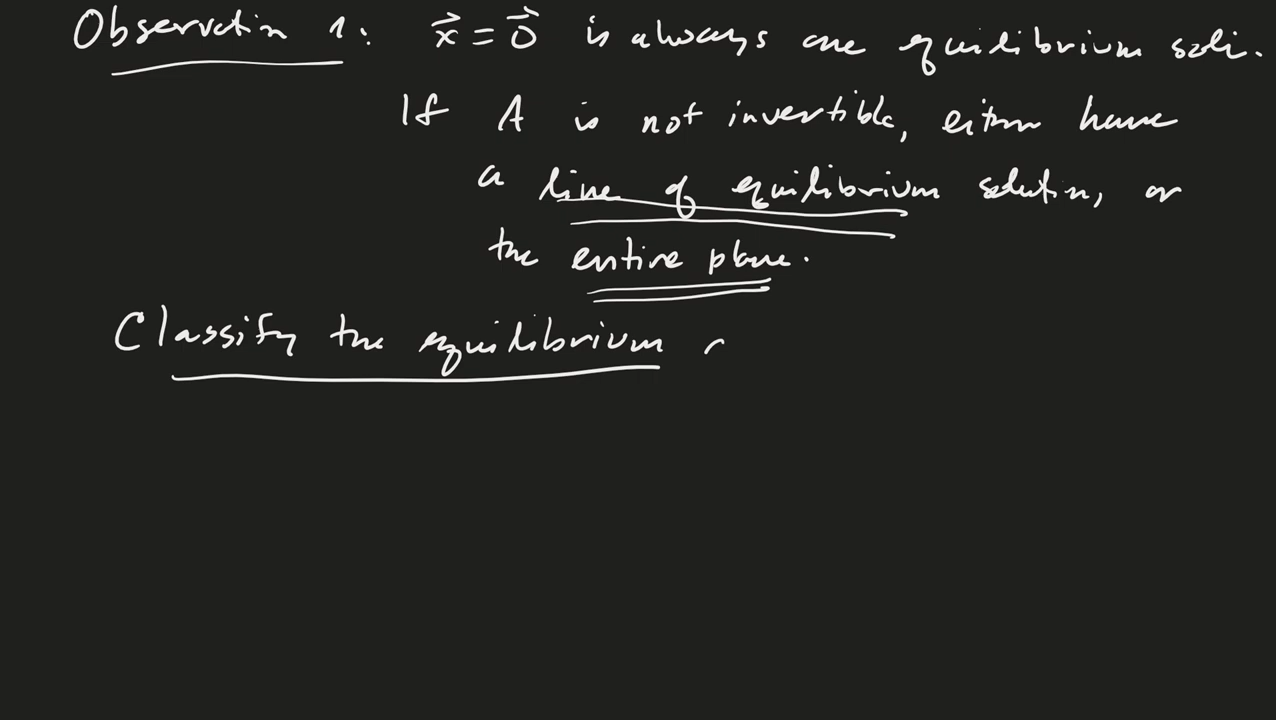 Observation 1: x⃗ = 0⃗ is always one equilibrium soln.
If A is not invertible, either have
a line of equilibrium solution, or
the entire plane.
Classify the equilibrium